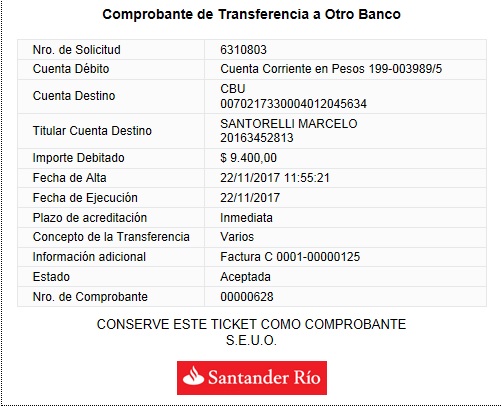 Comprobante de Transferencia a Otro Banco
Nro. de Solicitud 6310803
Cuenta Débito Cuenta Corriente en Pesos 199-003989/5
Cuenta Destino CBU
0070217330004012045634
Titular Cuenta Destino SANTORELLI MARCELO
20163452813
Importe Debitado $ 9.400,00
Fecha de Alta 22/11/2017 11:55:21
Fecha de Ejecución 22/11/2017
Plazo de acreditación Inmediata
Concepto de la Transferencia Varios
Información adicional Factura C 0001-00000125
Estado Aceptada
Nro. de Comprobante 00000628
CONSERVE ESTE TICKET COMO COMPROBANTE
S.E.U.O.
Santander Río